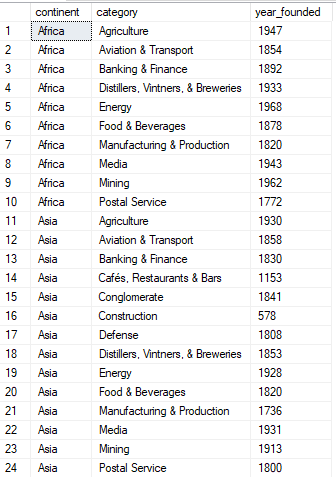 continent category year_founded
1 Africa Agriculture 1947
2 Africa Aviation & Transport 1854
3 Africa Banking & Finance 1892
4 Africa Distillers, Vintners, & Breweries 1933
5 Africa Energy 1968
6 Africa Food & Beverages 1878
7 Africa Manufacturing & Production 1820
8 Africa Media 1943
9 Africa Mining 1962
10 Africa Postal Service 1772
11 Asia Agriculture 1930
12 Asia Aviation & Transport 1858
13 Asia Banking & Finance 1830
14 Asia Cafés, Restaurants & Bars 1153
15 Asia Conglomerate 1841
16 Asia Construction 578
17 Asia Defense 1808
18 Asia Distillers, Vintners, & Breweries 1853
19 Asia Energy 1928
20 Asia Food & Beverages 1820
21 Asia Manufacturing & Production 1736
22 Asia Media 1931
23 Asia Mining 1913
24 Asia Postal Service 1800